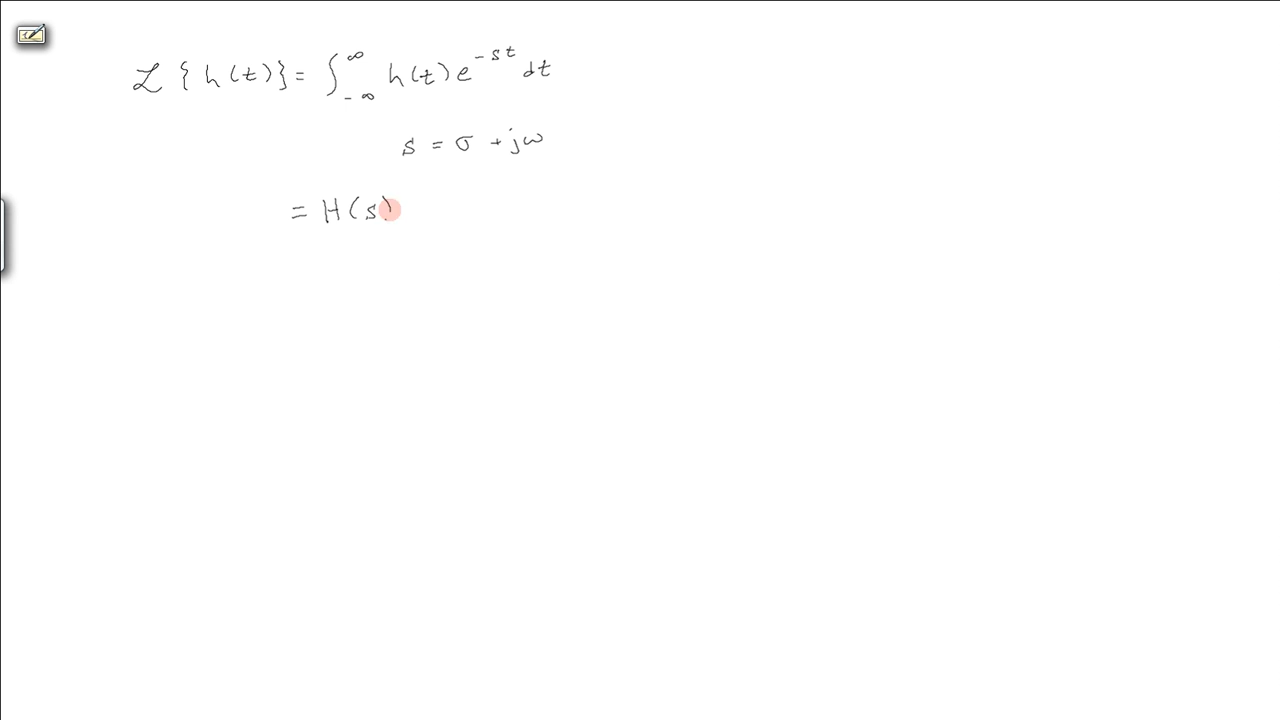 ℒ{h(t)} = ∫_{-∞}^{∞} h(t) e^{-st} dt
s = σ + jω
= H(s)